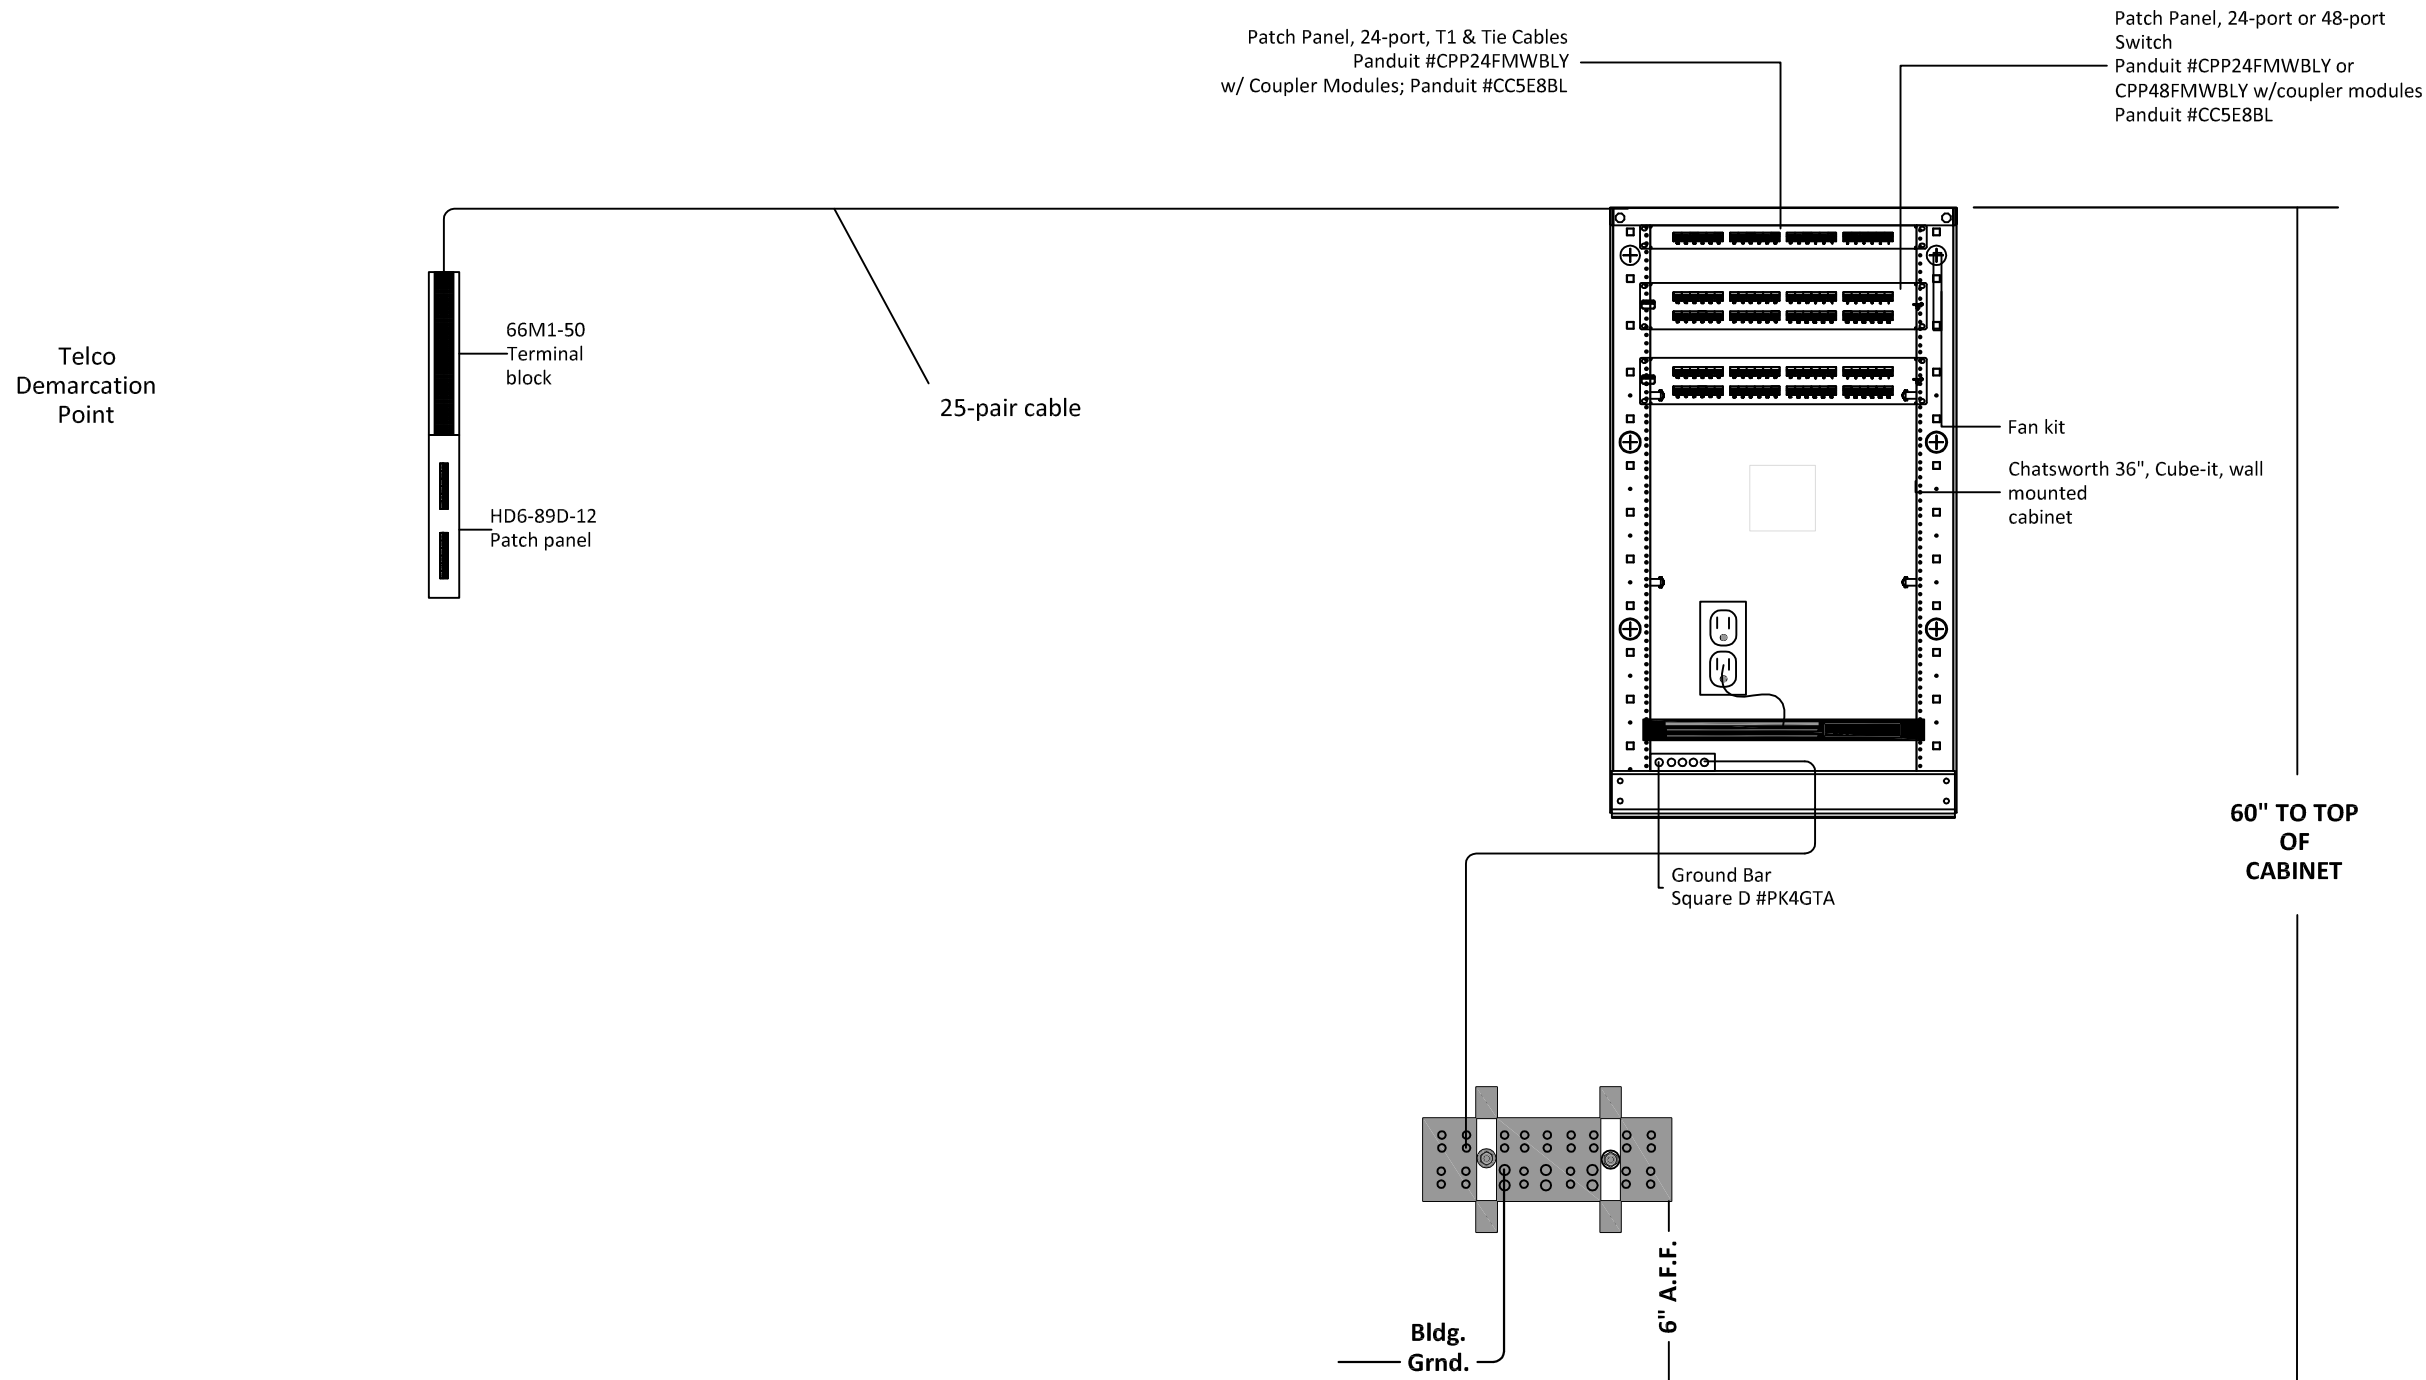 Patch Panel, 24-port, T1 & Tie Cables
Panduit #CPP24FMWBLY
w/ Coupler Modules; Panduit #CC5E8BL
Patch Panel, 24-port or 48-port
Switch
Panduit #CPP24FMWBLY or
CPP48FMWBLY w/coupler modules
Panduit #CC5E8BL
Telco
Demarcation
Point
66M1-50
Terminal
block
HD6-89D-12
Patch panel
25-pair cable
Fan kit
Chatsworth 36", Cube-it, wall
mounted
cabinet
60" TO TOP
OF
CABINET
Ground Bar
Square D #PK4GTA
6" A.F.F.
Bldg.
Grnd.